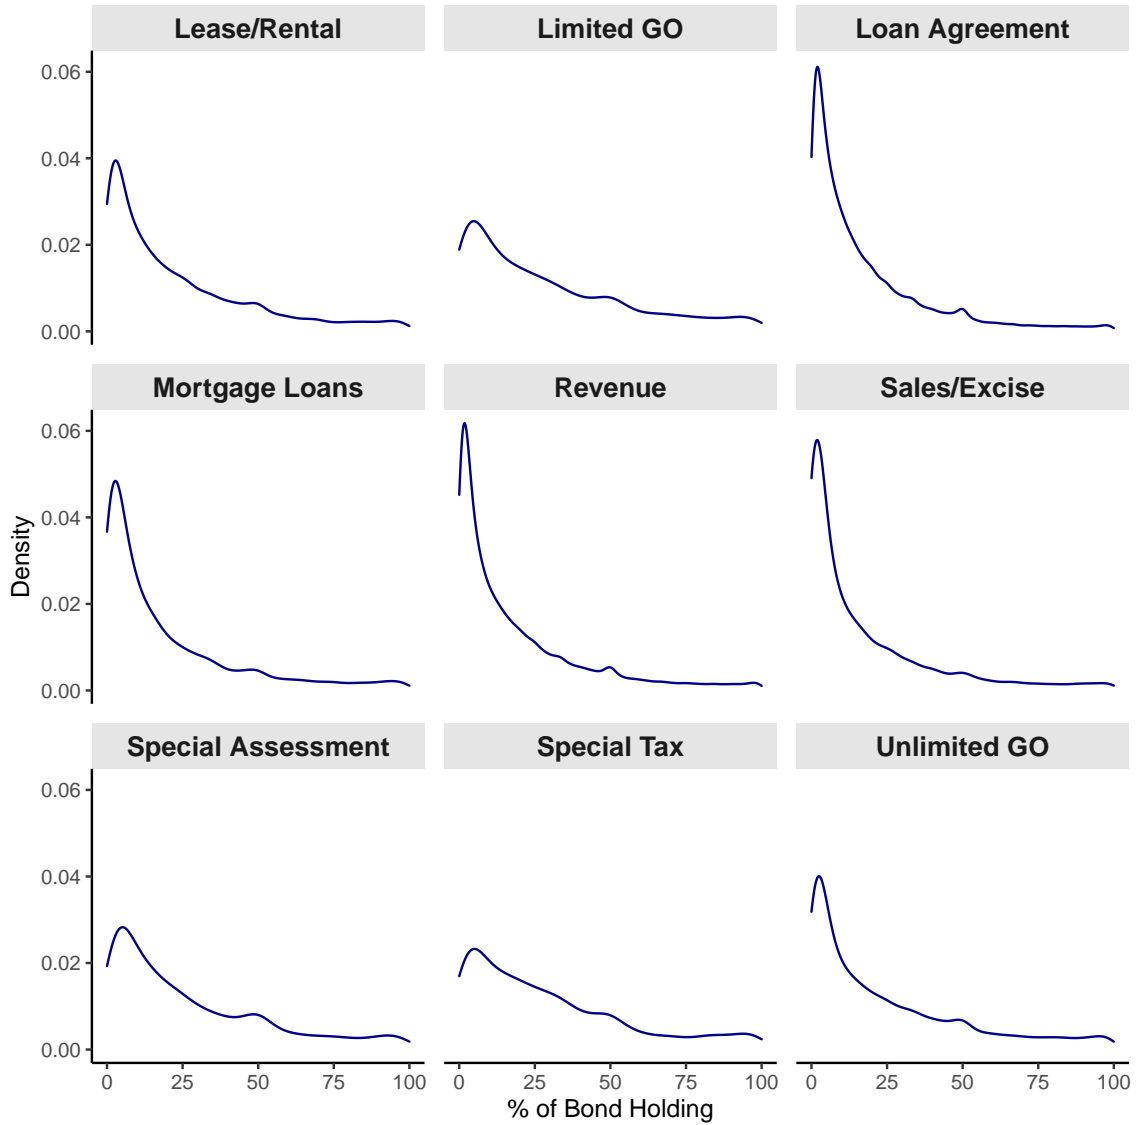 Lease/Rental
Limited GO
Loan Agreement
0.06
0.04
0.02
0.00
Mortgage Loans
Revenue
Sales/Excise
0.06
0.04
0.02
0.00
Density
Special Assessment
Special Tax
Unlimited GO
0.06
0.04
0.02
0.00
0 25 50 75 100
0 25 50 75 100
0 25 50 75 100
% of Bond Holding